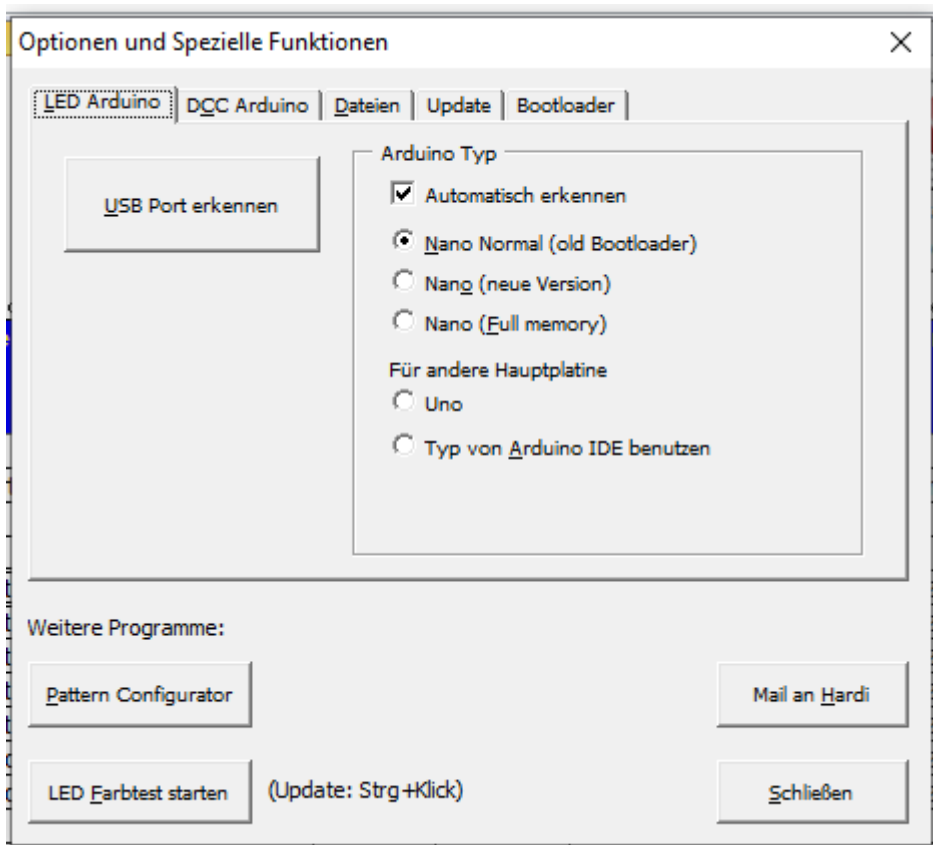 Optionen und Spezielle Funktionen
LED Arduino
DCC Arduino
Dateien
Update
Bootloader
USB Port erkennen
Arduino Typ
Automatisch erkennen
Nano Normal (old Bootloader)
Nano (neue Version)
Nano (Full memory)
Für andere Hauptplatine
Uno
Typ von Arduino IDE benutzen
Weitere Programme:
Pattern Configurator
Mail an Hardi
LED Farbtest starten
(Update: Strg+Klick)
Schließen